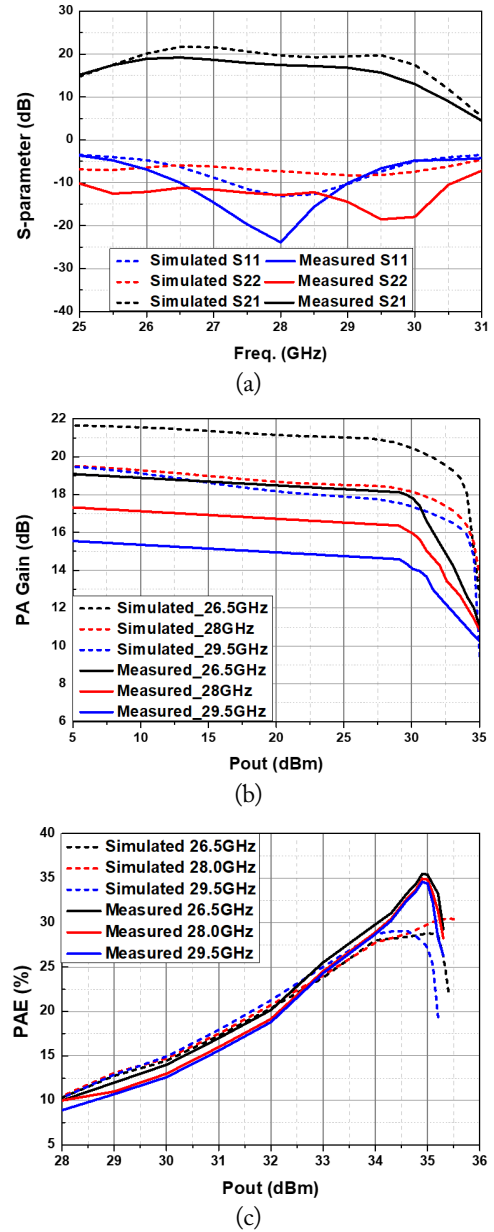 30
20
10
0
-10
-20
-30
-40
S-parameter (dB)
Simulated S11 Measured S11
Simulated S22 Measured S22
Simulated S21 Measured S21
25 26 27 28 29 30 31
Freq. (GHz)
(a)
22
20
18
16
14
12
10
8
6
PA Gain (dB)
Simulated_26.5GHz
Simulated_28GHz
Simulated_29.5GHz
Measured_26.5GHz
Measured_28GHz
Measured_29.5GHz
5 10 15 20 25 30 35
Pout (dBm)
(b)
40
35
30
25
20
15
10
5
PAE (%)
Simulated 26.5GHz
Simulated 28.0GHz
Simulated 29.5GHz
Measured 26.5GHz
Measured 28.0GHz
Measured 29.5GHz
28 29 30 31 32 33 34 35 36
Pout (dBm)
(c)